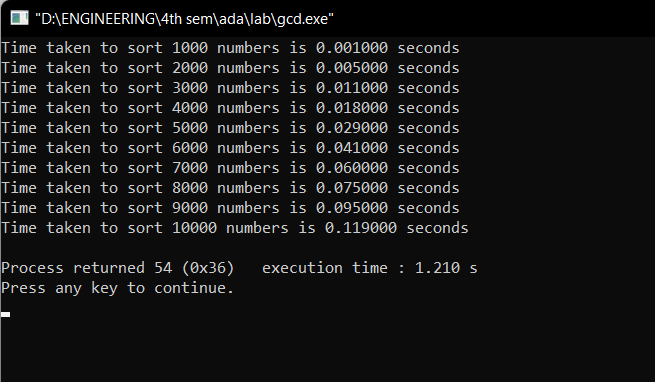 "D:\ENGINEERING\4th sem\ada\lab\gcd.exe"
Time taken to sort 1000 numbers is 0.001000 seconds
Time taken to sort 2000 numbers is 0.005000 seconds
Time taken to sort 3000 numbers is 0.011000 seconds
Time taken to sort 4000 numbers is 0.018000 seconds
Time taken to sort 5000 numbers is 0.029000 seconds
Time taken to sort 6000 numbers is 0.041000 seconds
Time taken to sort 7000 numbers is 0.060000 seconds
Time taken to sort 8000 numbers is 0.075000 seconds
Time taken to sort 9000 numbers is 0.095000 seconds
Time taken to sort 10000 numbers is 0.119000 seconds
Process returned 54 (0x36)   execution time : 1.210 s
Press any key to continue.